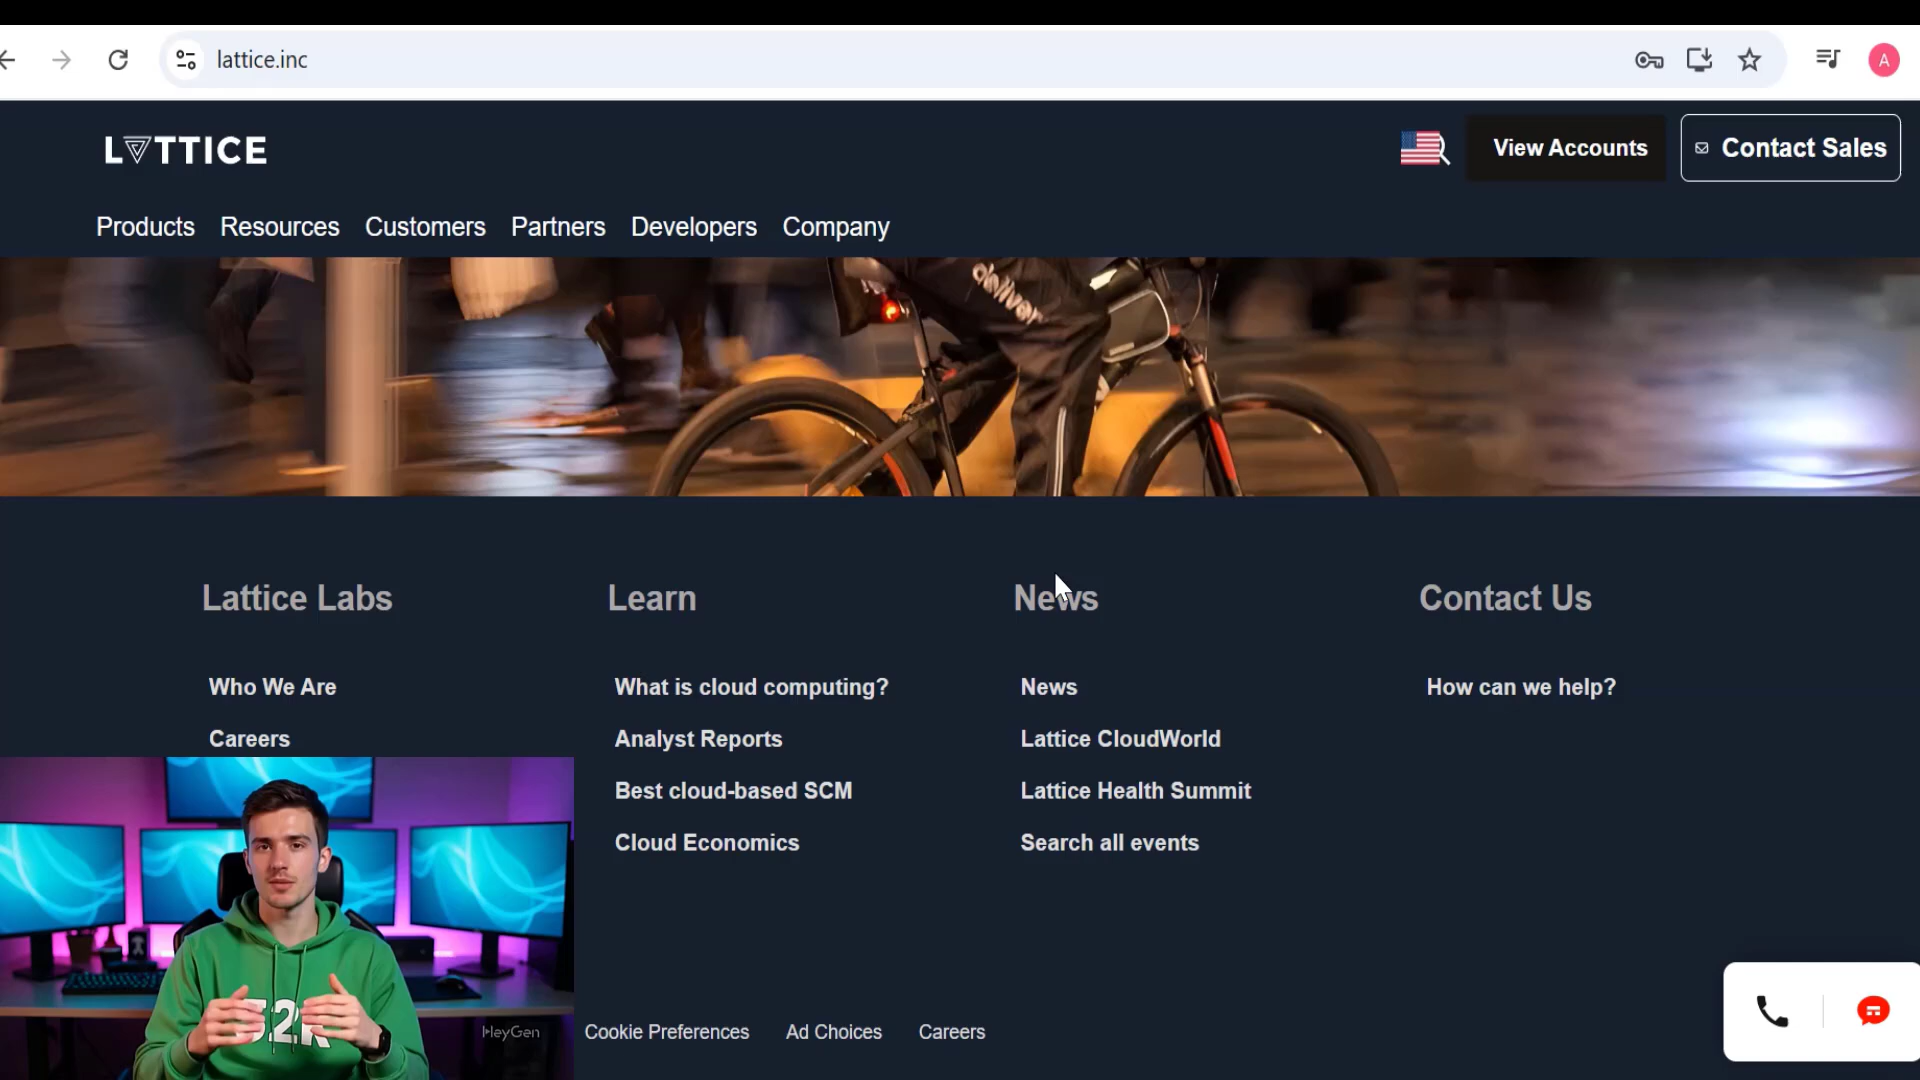 lattice.inc
A
LATTICE
View Accounts
Contact Sales
Products Resources Customers Partners Developers Company
Lattice Labs
Learn
News
Contact Us
Who We Are
What is cloud computing?
News
How can we help?
Careers
Analyst Reports
Lattice CloudWorld
Best cloud-based SCM
Lattice Health Summit
Cloud Economics
Search all events
HeyGen
Cookie Preferences
Ad Choices
Careers